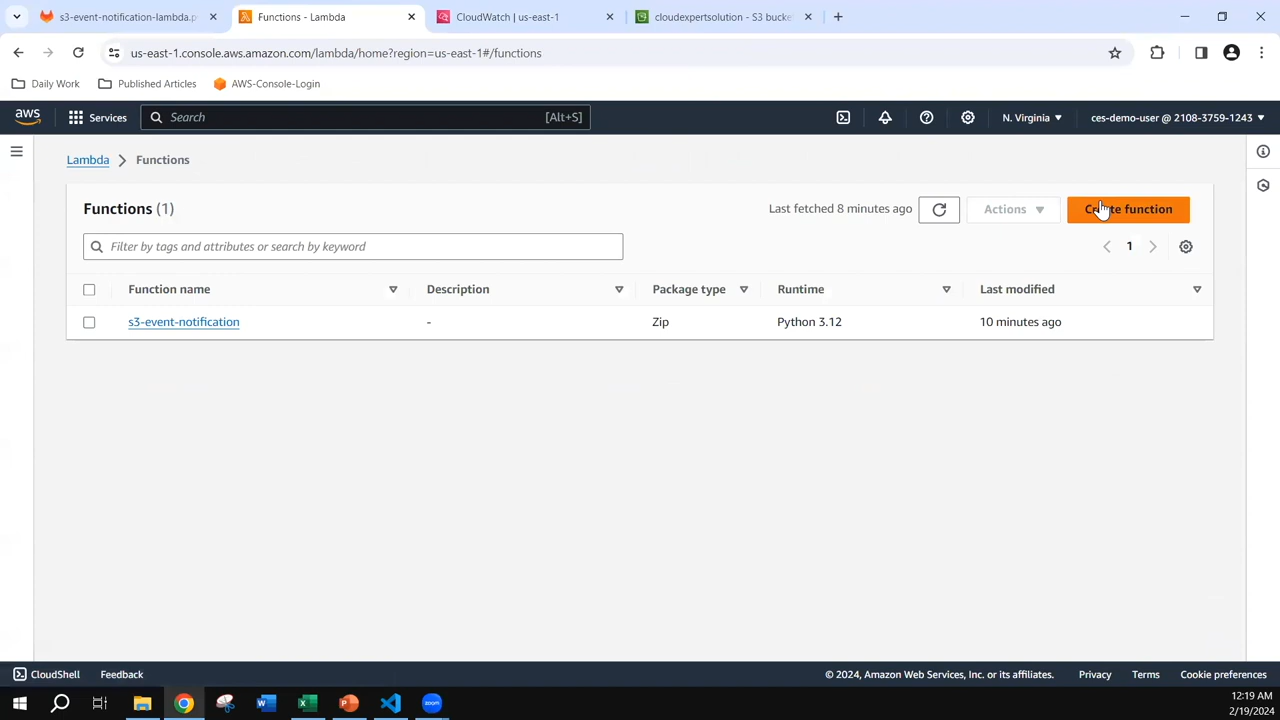 s3-event-notification-lambda.p
Functions - Lambda
CloudWatch | us-east-1
cloudexpertsolution - S3 bucket
us-east-1.console.aws.amazon.com/lambda/home?region=us-east-1#/functions
Daily Work
Published Articles
AWS-Console-Login
aws
Services
Search
[Alt+S]
N. Virginia
ces-demo-user @ 2108-3759-1243
Lambda
Functions
Functions (1)
Last fetched 8 minutes ago
Actions
Create function
Filter by tags and attributes or search by keyword
1
Function name
Description
Package type
Runtime
Last modified
s3-event-notification
-
Zip
Python 3.12
10 minutes ago
CloudShell
Feedback
© 2024, Amazon Web Services, Inc. or its affiliates.
Privacy
Terms
Cookie preferences
zoom
12:19 AM
2/19/2024